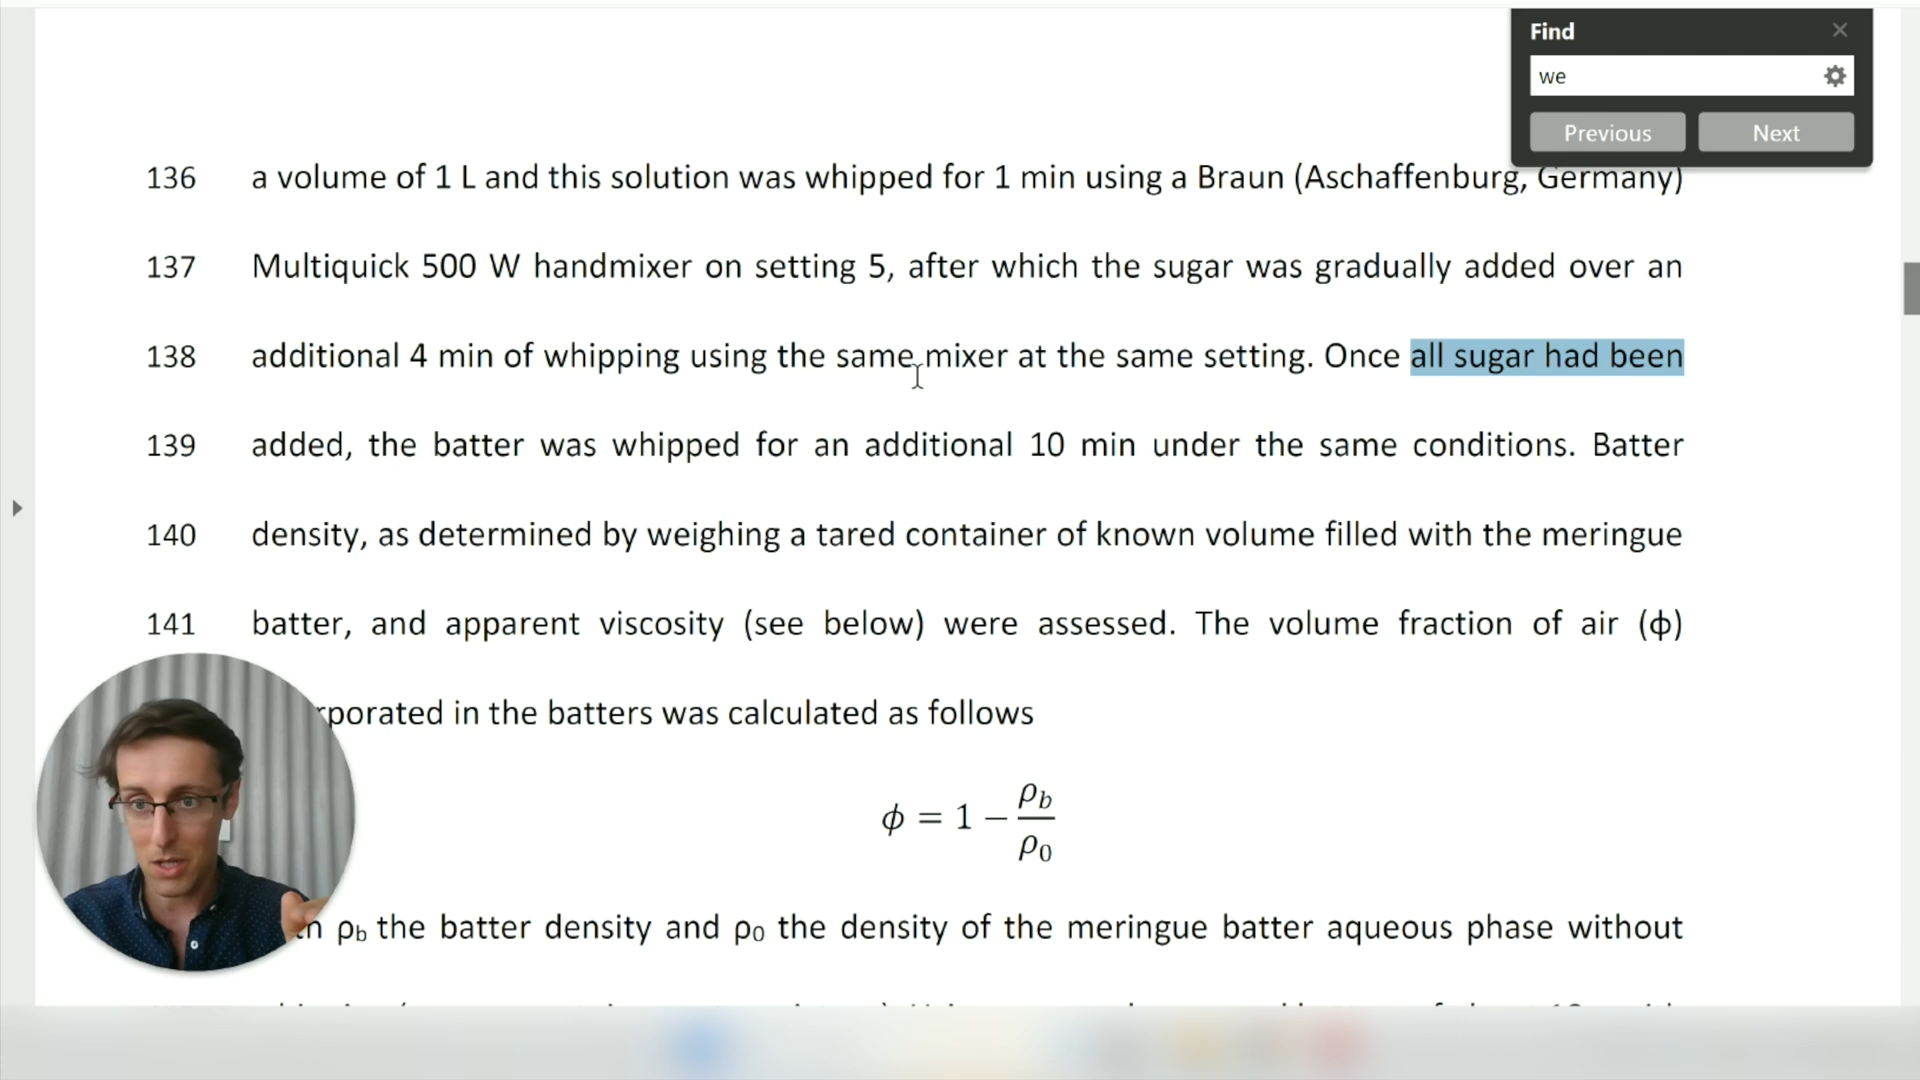 Find
we
Previous
Next
136 a volume of 1 L and this solution was whipped for 1 min using a Braun (Aschaffenburg, Germany)
137 Multiquick 500 W handmixer on setting 5, after which the sugar was gradually added over an
138 additional 4 min of whipping using the same mixer at the same setting. Once all sugar had been
139 added, the batter was whipped for an additional 10 min under the same conditions. Batter
140 density, as determined by weighing a tared container of known volume filled with the meringue
141 batter, and apparent viscosity (see below) were assessed. The volume fraction of air (ϕ)
rporated in the batters was calculated as follows
ϕ = 1 − ρb/ρ0
ρb the batter density and ρ0 the density of the meringue batter aqueous phase without